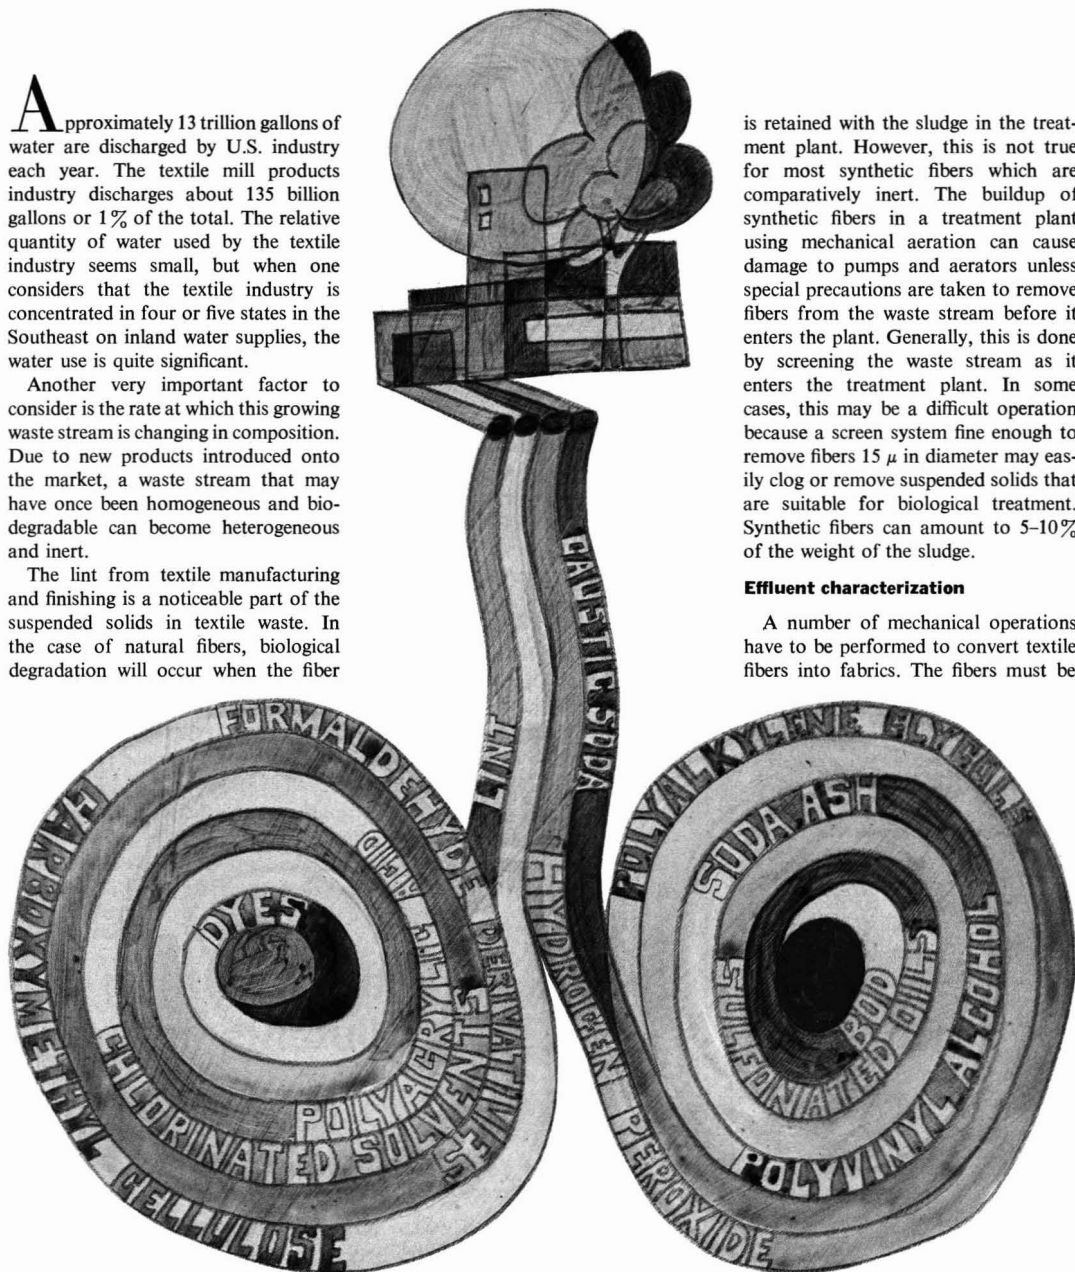 Approximately 13 trillion gallons of
water are discharged by U.S. industry
each year. The textile mill products
industry discharges about 135 billion
gallons or 1% of the total. The relative
quantity of water used by the textile
industry seems small, but when one
considers that the textile industry is
concentrated in four or five states in the
Southeast on inland water supplies, the
water use is quite significant.
Another very important factor to
consider is the rate at which this growing
waste stream is changing in composition.
Due to new products introduced onto
the market, a waste stream that may
have once been homogeneous and bio-
degradable can become heterogeneous
and inert.
The lint from textile manufacturing
and finishing is a noticeable part of the
suspended solids in textile waste. In
the case of natural fibers, biological
degradation will occur when the fiber
is retained with the sludge in the treat-
ment plant. However, this is not true
for most synthetic fibers which are
comparatively inert. The buildup of
synthetic fibers in a treatment plant
using mechanical aeration can cause
damage to pumps and aerators unless
special precautions are taken to remove
fibers from the waste stream before it
enters the plant. Generally, this is done
by screening the waste stream as it
enters the treatment plant. In some
cases, this may be a difficult operation
because a screen system fine enough to
remove fibers 15 μ in diameter may eas-
ily clog or remove suspended solids that
are suitable for biological treatment.
Synthetic fibers can amount to 5–10%
of the weight of the sludge.
Effluent characterization
A number of mechanical operations
have to be performed to convert textile
fibers into fabrics. The fibers must be
LINT
CAUSTIC SODA
HYDROGEN PEROXIDE
FORMALDEHYDE DERIVATIVES
CARBOXYMETHYL CELLULOSE
CHLORINATED SOLVENTS
POLYACRYLIC ACID
DYES
POLYALKYLENE GLYCOLS
SODA ASH
POLYVINYL ALCOHOL
SULFONATED OILS
BOD